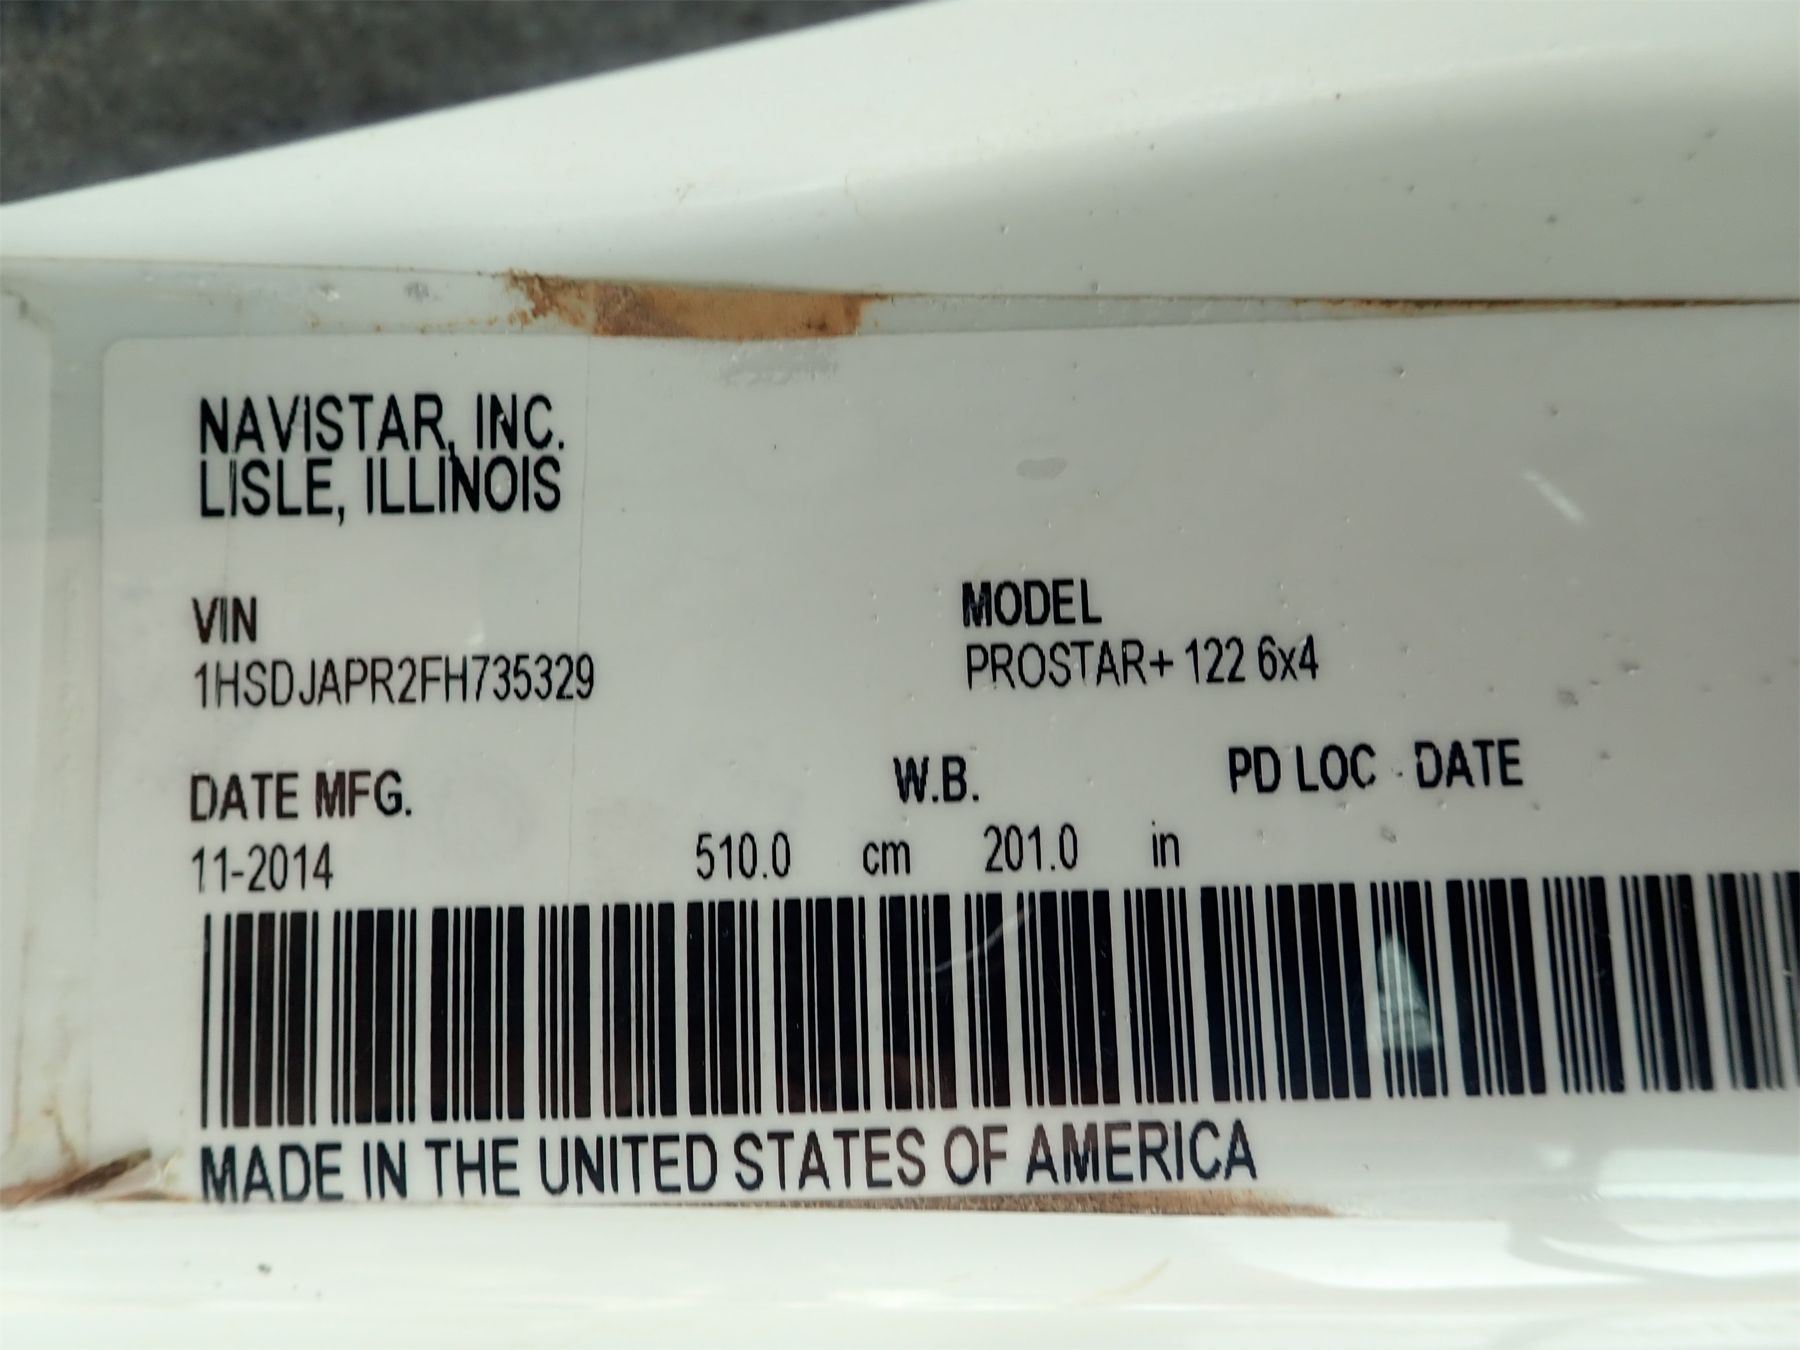 NAVISTAR, INC.
LISLE, ILLINOIS
VIN
1HSDJAPR2FH735329
MODEL
PROSTAR+ 122 6x4
DATE MFG.
W.B.
PD LOC - DATE
11-2014
510.0 cm 201.0 in
MADE IN THE UNITED STATES OF AMERICA